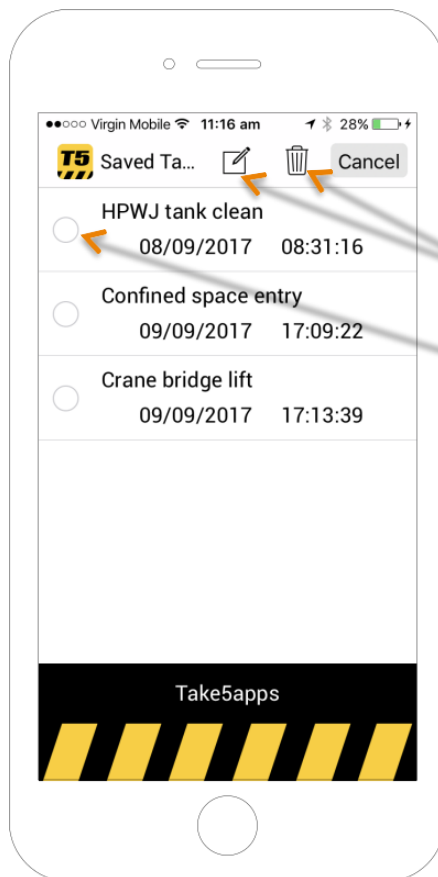 Virgin Mobile 11:16 am 28%
T5 Saved Ta... Cancel
HPWJ tank clean
08/09/2017 08:31:16
Confined space entry
09/09/2017 17:09:22
Crane bridge lift
09/09/2017 17:13:39
Take5apps